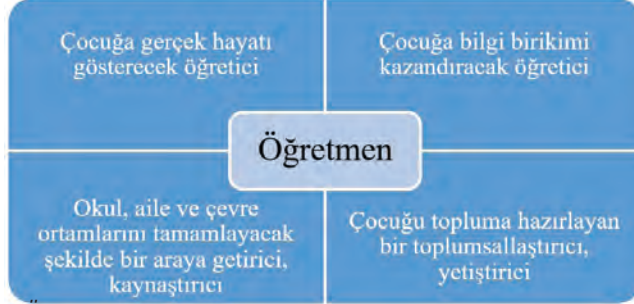 Çocuğa gerçek hayatı
gösterecek öğretici
Çocuğa bilgi birikimi
kazandıracak öğretici
Öğretmen
Okul, aile ve çevre
ortamlarını tamamlayacak
şekilde bir araya getirici,
kaynaştırıcı
Çocuğu topluma hazırlayan
bir toplumsallaştırıcı,
yetiştirici